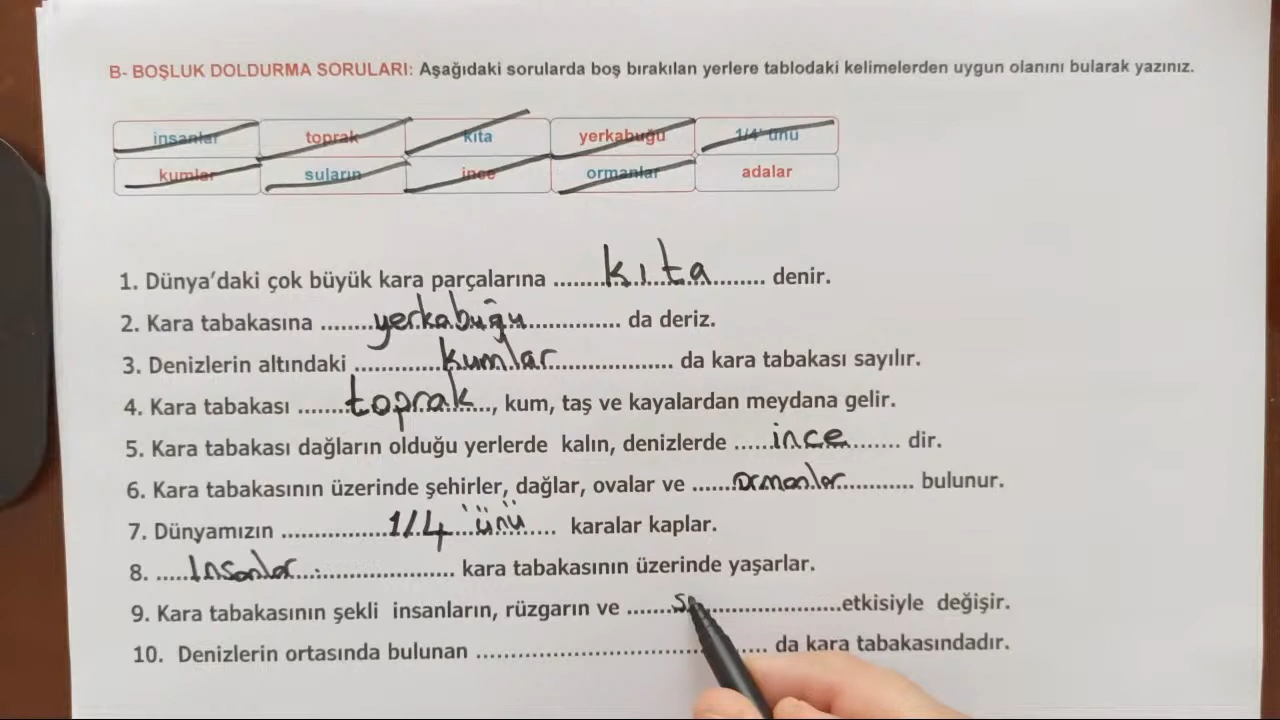 B- BOŞLUK DOLDURMA SORULARI: Aşağıdaki sorularda boş bırakılan yerlere tablodaki kelimelerden uygun olanını bularak yazınız.
insanlar toprak kıta yerkabuğu 1/4' ünü
kumlar suların ince ormanlar adalar
1. Dünya'daki çok büyük kara parçalarına ......kıta...... denir.
2. Kara tabakasına ......yerkabuğu...... da deriz.
3. Denizlerin altındaki ......kumlar...... da kara tabakası sayılır.
4. Kara tabakası ......toprak......, kum, taş ve kayalardan meydana gelir.
5. Kara tabakası dağların olduğu yerlerde kalın, denizlerde ......ince...... dir.
6. Kara tabakasının üzerinde şehirler, dağlar, ovalar ve ......ormanlar...... bulunur.
7. Dünyamızın ......1/4 'ünü...... karalar kaplar.
8. ......İnsanlar...... kara tabakasının üzerinde yaşarlar.
9. Kara tabakasının şekli insanların, rüzgarın ve ......s......etkisiyle değişir.
10. Denizlerin ortasında bulunan ............ da kara tabakasındadır.